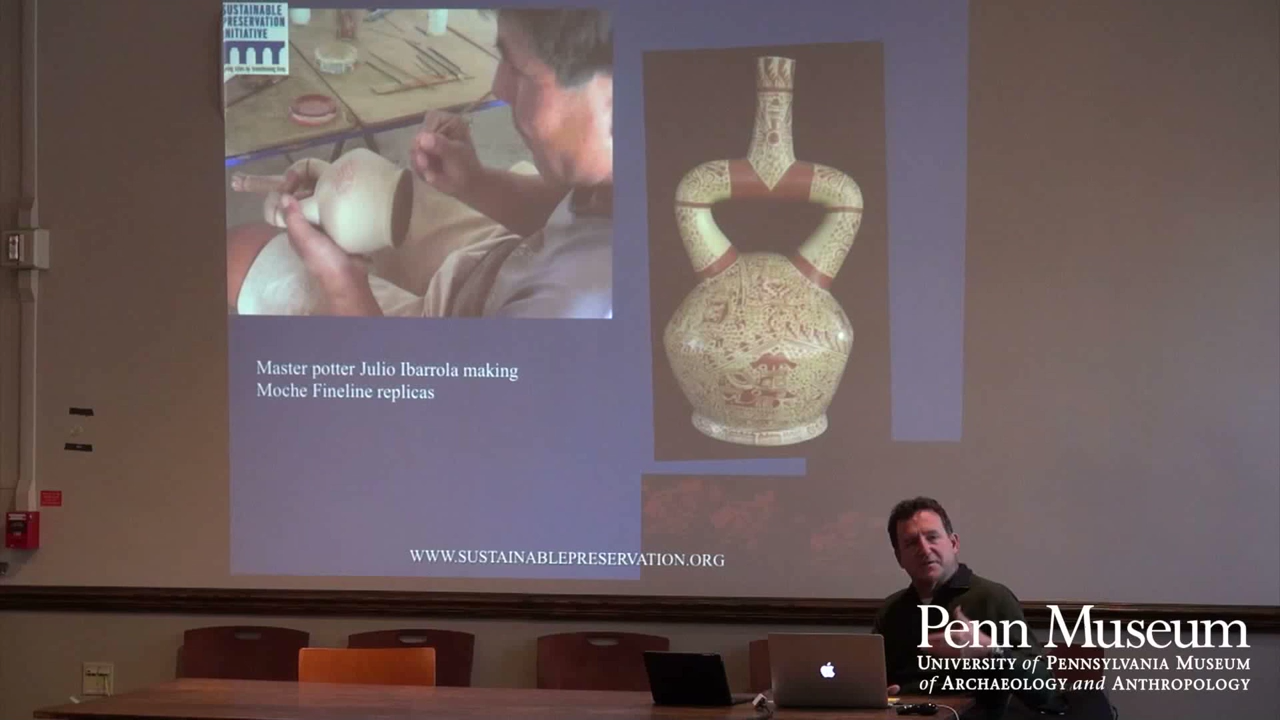 SUSTAINABLE
PRESERVATION
INITIATIVE
Master potter Julio Ibarrola making
Moche Fineline replicas
WWW.SUSTAINABLEPRESERVATION.ORG
Penn Museum
UNIVERSITY of PENNSYLVANIA MUSEUM
of ARCHAEOLOGY and ANTHROPOLOGY